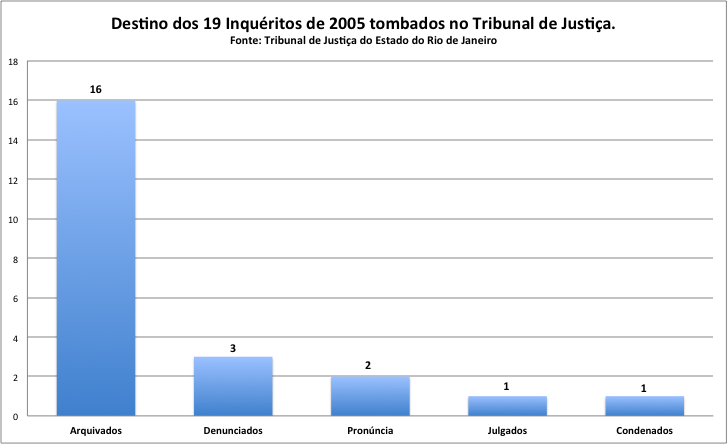 Destino dos 19 Inquéritos de 2005 tombados no Tribunal de Justiça.
Fonte: Tribunal de Justiça do Estado do Rio de Janeiro
18
16
14
12
10
8
6
4
2
0
16
3
2
1
1
Arquivados
Denunciados
Pronúncia
Julgados
Condenados